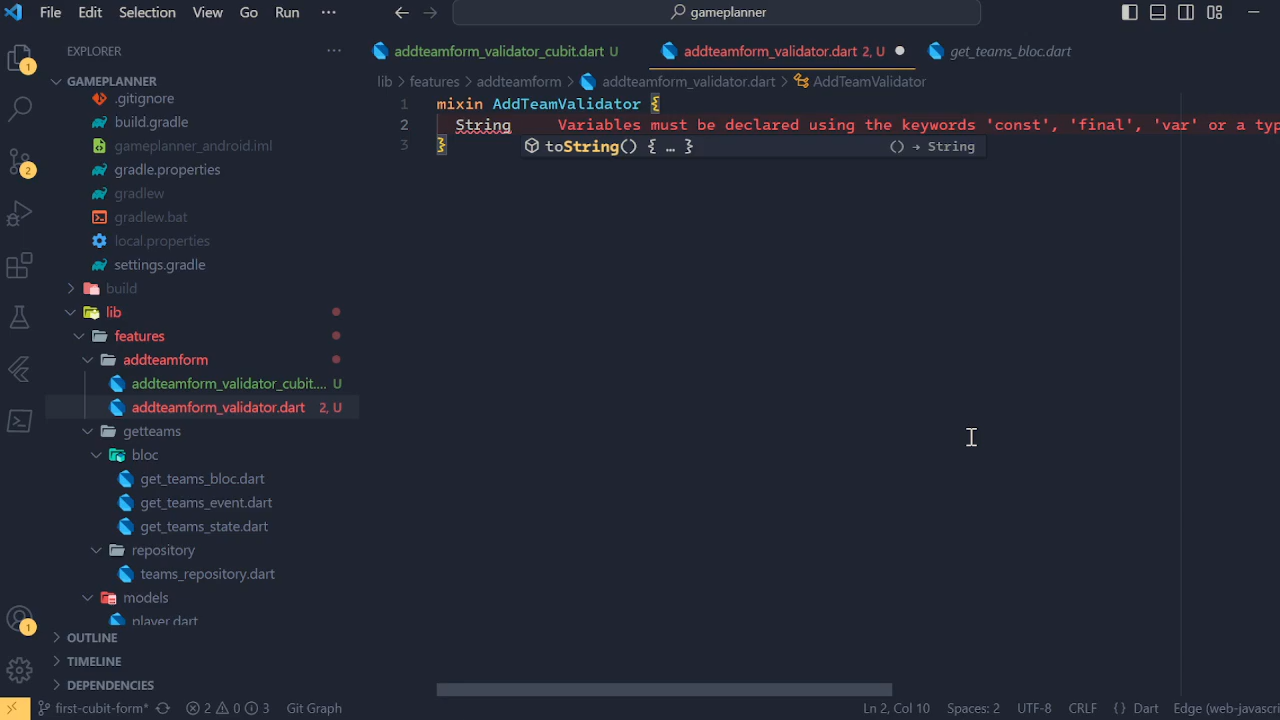 File Edit Selection View Go Run ··· gameplanner
EXPLORER ···
addteamform_validator_cubit.dart U addteamform_validator.dart 2, U get_teams_bloc.dart
GAMEPLANNER
lib > features > addteamform > addteamform_validator.dart > AddTeamValidator
.gitignore
build.gradle
gameplanner_android.iml
gradle.properties
gradlew
gradlew.bat
local.properties
settings.gradle
build
lib
features
addteamform
addteamform_validator_cubit.... U
addteamform_validator.dart 2, U
getteams
bloc
get_teams_bloc.dart
get_teams_event.dart
get_teams_state.dart
repository
teams_repository.dart
models
player.dart
OUTLINE
TIMELINE
DEPENDENCIES
1 mixin AddTeamValidator {
2 String Variables must be declared using the keywords 'const', 'final', 'var' or a typ
3 }
toString() { … } () → String
1
2
1
first-cubit-form* 2 0 3 Git Graph Ln 2, Col 10 Spaces: 2 UTF-8 CRLF { } Dart Edge (web-javascri